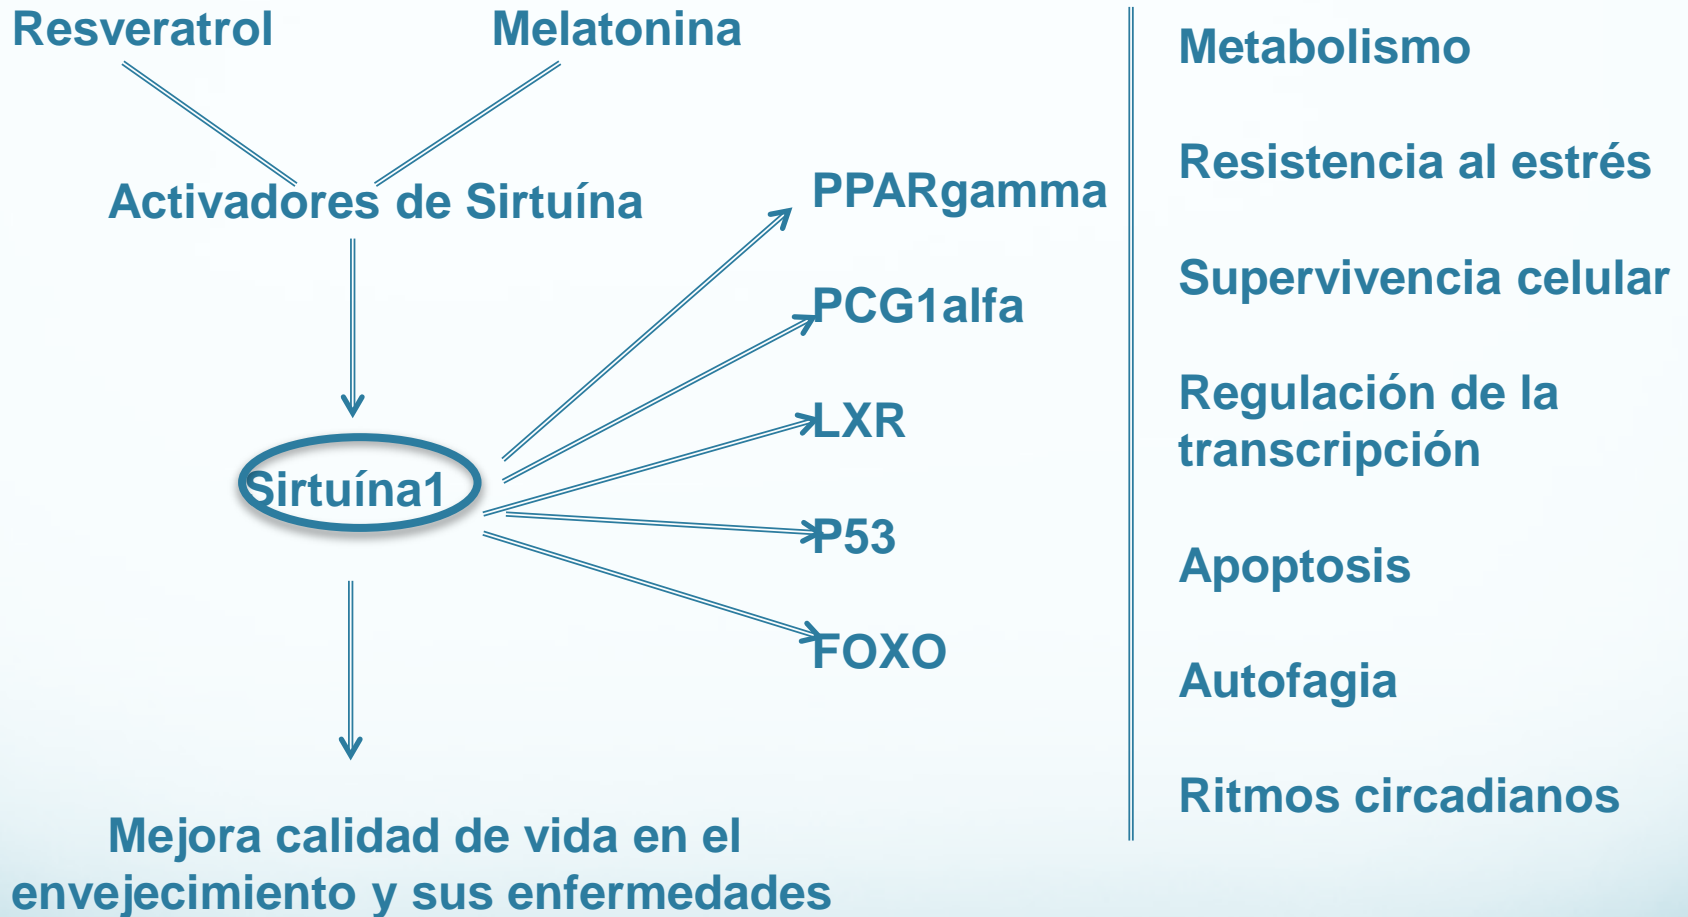 Resveratrol
Melatonina
Activadores de Sirtuína
Sirtuína1
Mejora calidad de vida en el
envejecimiento y sus enfermedades
PPARgamma
PCG1alfa
LXR
P53
FOXO
Metabolismo
Resistencia al estrés
Supervivencia celular
Regulación de la
transcripción
Apoptosis
Autofagia
Ritmos circadianos